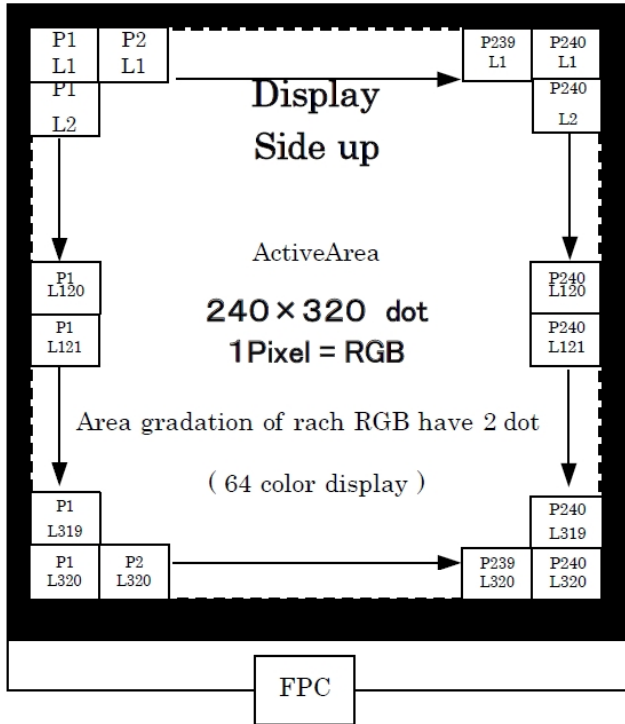 P1 P2 P239 P240
L1 L1 L1 L1
P1 P240
L2 L2
Display
Side up
ActiveArea
P1 P240
L120 L120
240×320 dot
P1 P240
L121 L121
1Pixel = RGB
Area gradation of rach RGB have 2 dot
( 64 color display )
P1 P240
L319 L319
P1 P2 P239 P240
L320 L320 L320 L320
FPC